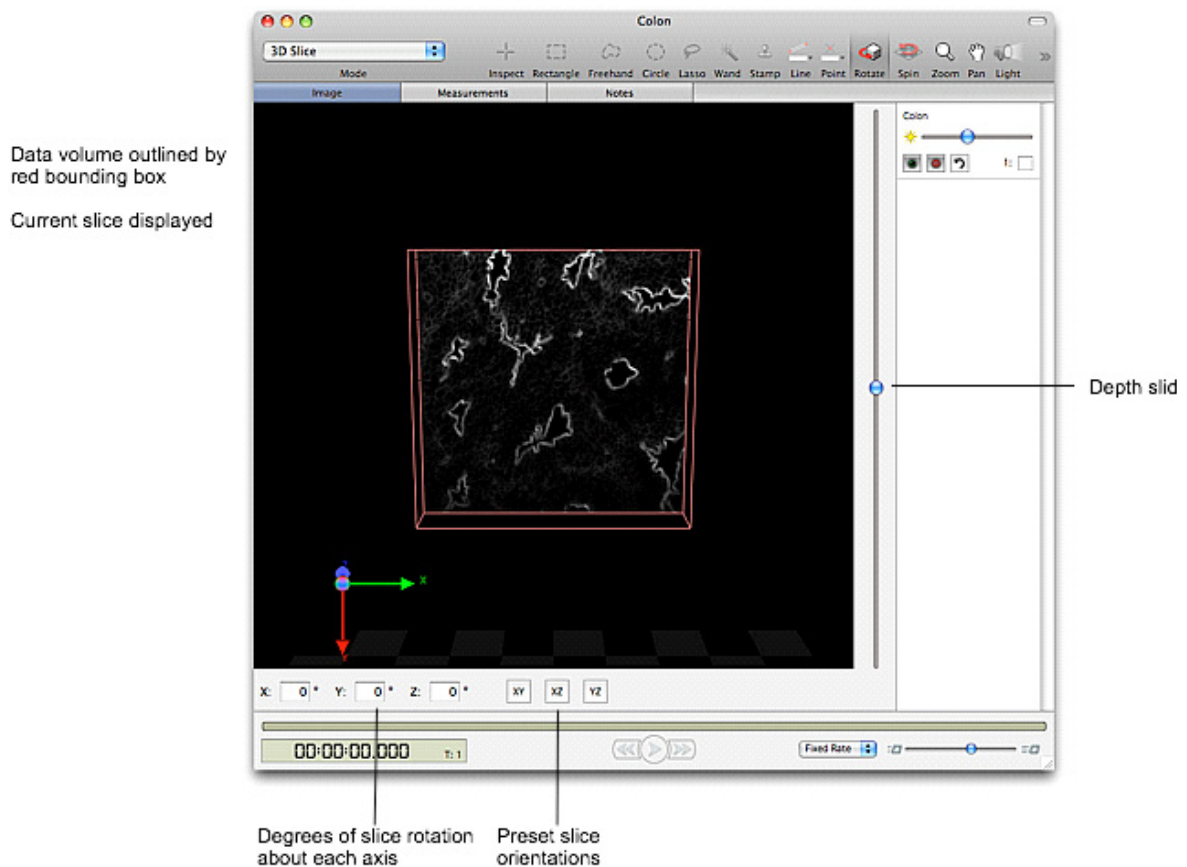 Colon
3D Slice
Mode
Inspect Rectangle Freehand Circle Lasso Wand Stamp Line Point Rotate Spin Zoom Pan Light »
Image Measurements Notes
Colon
t:
Data volume outlined by
red bounding box
Current slice displayed
Depth slid
X
Y
X: 0 ° Y: 0 ° Z: 0 ° XY XZ YZ
00:00:00.000 T: 1
Fixed Rate
Degrees of slice rotation
about each axis
Preset slice
orientations